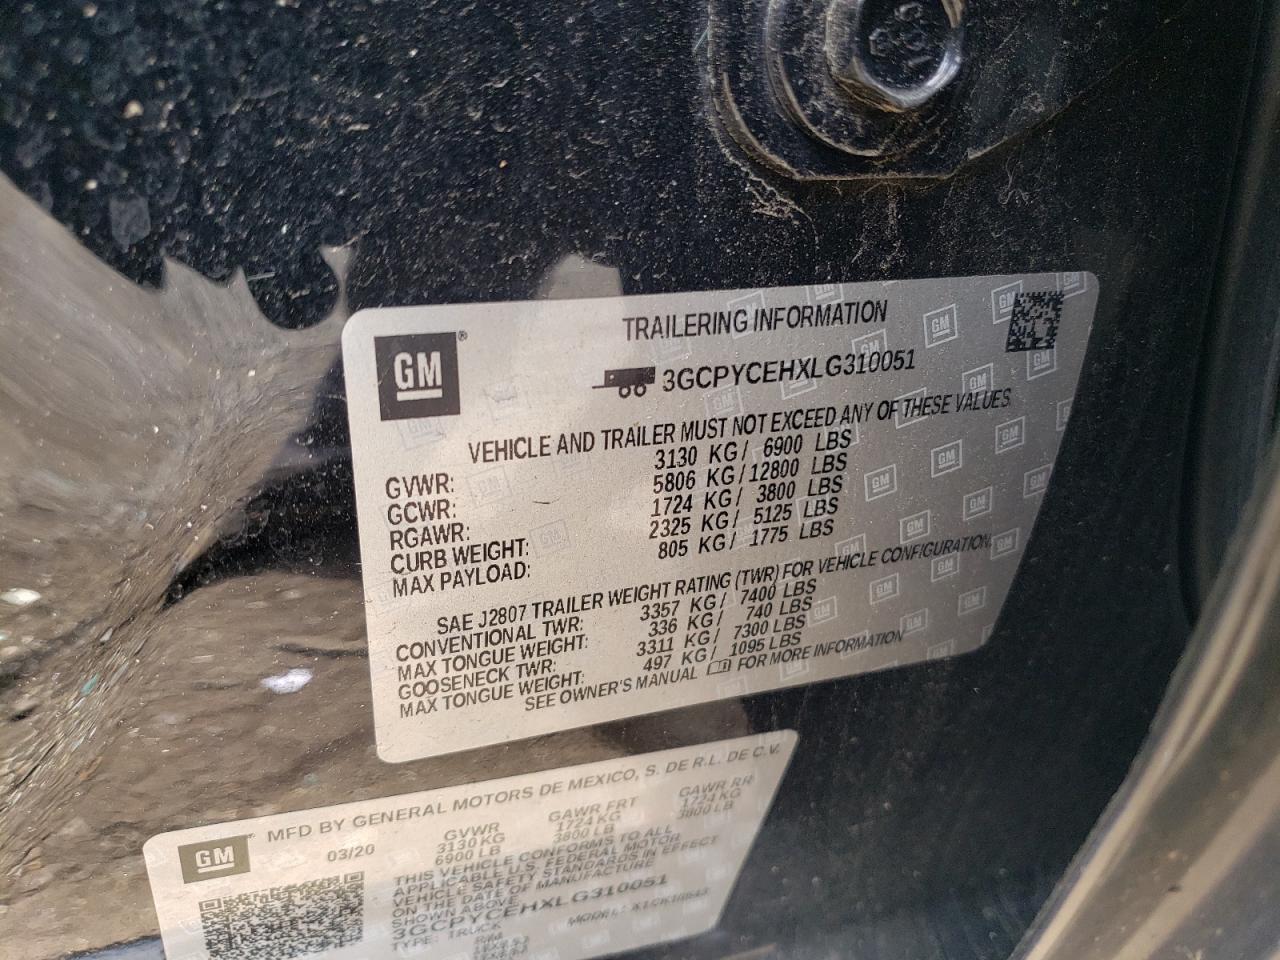 GM
TRAILERING INFORMATION
3GCPYCEHXLG310051
VEHICLE AND TRAILER MUST NOT EXCEED ANY OF THESE VALUES
GVWR: 3130 KG/ 6900 LBS
GCWR: 5806 KG/12800 LBS
RGAWR: 1724 KG/ 3800 LBS
CURB WEIGHT: 2325 KG/ 5125 LBS
MAX PAYLOAD: 805 KG/ 1775 LBS
SAE J2807 TRAILER WEIGHT RATING (TWR) FOR VEHICLE CONFIGURATION.
CONVENTIONAL TWR: 3357 KG/ 7400 LBS
MAX TONGUE WEIGHT: 336 KG/ 740 LBS
GOOSENECK TWR: 3311 KG/ 7300 LBS
MAX TONGUE WEIGHT: 497 KG/ 1095 LBS
SEE OWNER'S MANUAL FOR MORE INFORMATION
GM
MFD BY GENERAL MOTORS DE MEXICO, S. DE R.L. DE C.V.
03/20 GVWR GAWR FRT GAWR RR
3130 KG 1724 KG 1724 KG
6900 LB 3800 LB 3800 LB
THIS VEHICLE CONFORMS TO ALL
APPLICABLE U.S. FEDERAL MOTOR
VEHICLE SAFETY STANDARDS IN EFFECT
ON THE DATE OF MANUFACTURE
SHOWN ABOVE.
3GCPYCEHXLG310051
TYPE: TRUCK MODEL: